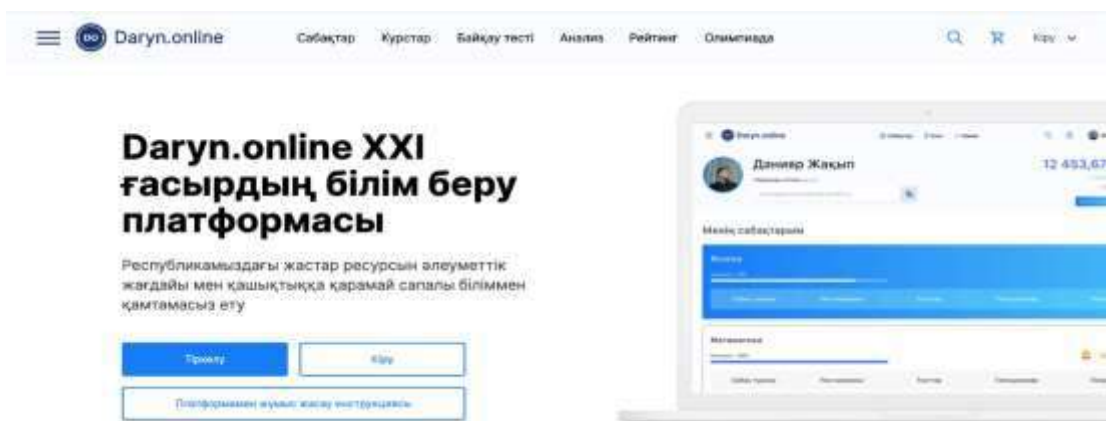 Daryn.online
Сабақтар Курстар Байқау тесті Анализ Рейтинг Олимпиада Кіру
Daryn.online XXI
ғасырдың білім беру
платформасы
Республикамыздағы жастар ресурсын әлеуметтік
жағдайы мен қашықтыққа қарамай сапалы біліммен
қамтамасыз ету
Тіркелу Кіру
Платформамен жұмыс жасау инструкциясы
Daryn.online
Данияр Жақып
12 453,67
Менің сабақтарым
Математика